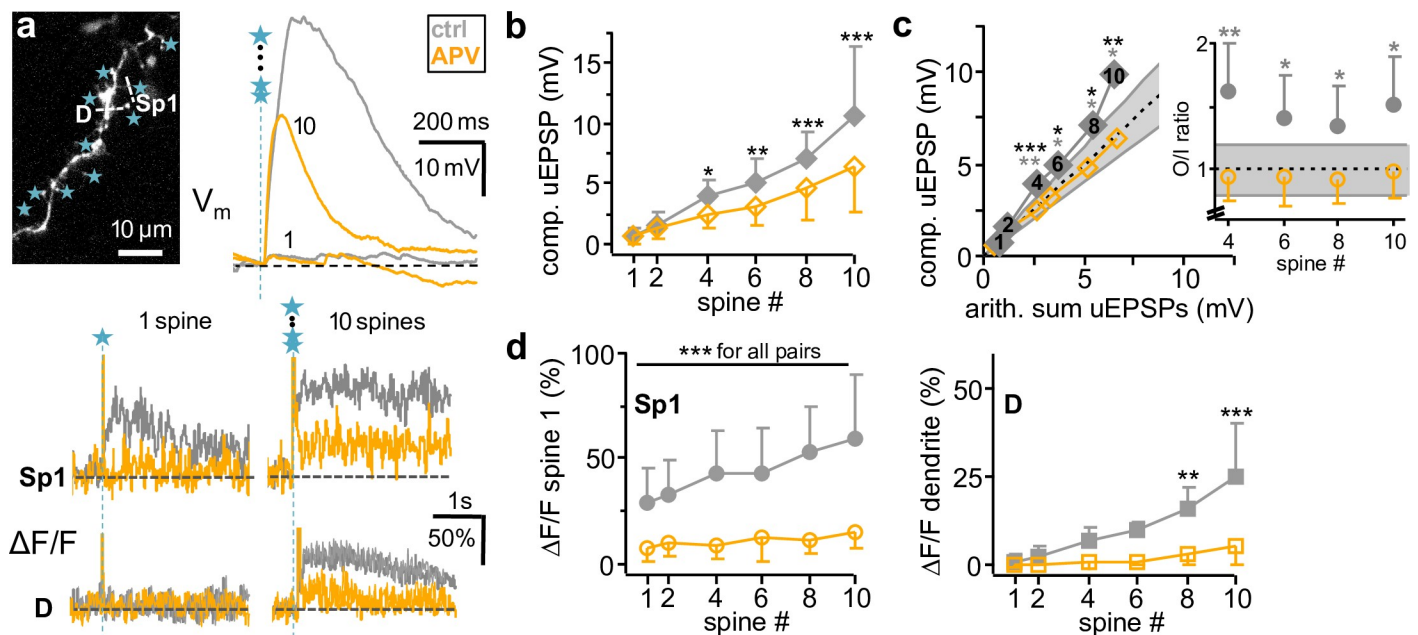 a
D
Sp1
10 µm
ctrl
APV
200 ms
10 mV
10
1
Vm
1 spine
10 spines
Sp1
1s
50%
ΔF/F
D
b
comp. uEPSP (mV)
15
10
5
0
*
**
***
***
1 2 4 6 8 10
spine #
c
comp. uEPSP (mV)
10
5
0
** * 10
* * 8
* * 6
*** ** 4
2
1
0 5 10
arith. sum uEPSPs (mV)
O/I ratio
2
1
** * * *
4 6 8 10
spine #
d
ΔF/F spine 1 (%)
100
50
0
*** for all pairs
Sp1
1 2 4 6 8 10
spine #
ΔF/F dendrite (%)
50
25
0
D
**
***
1 2 4 6 8 10
spine #